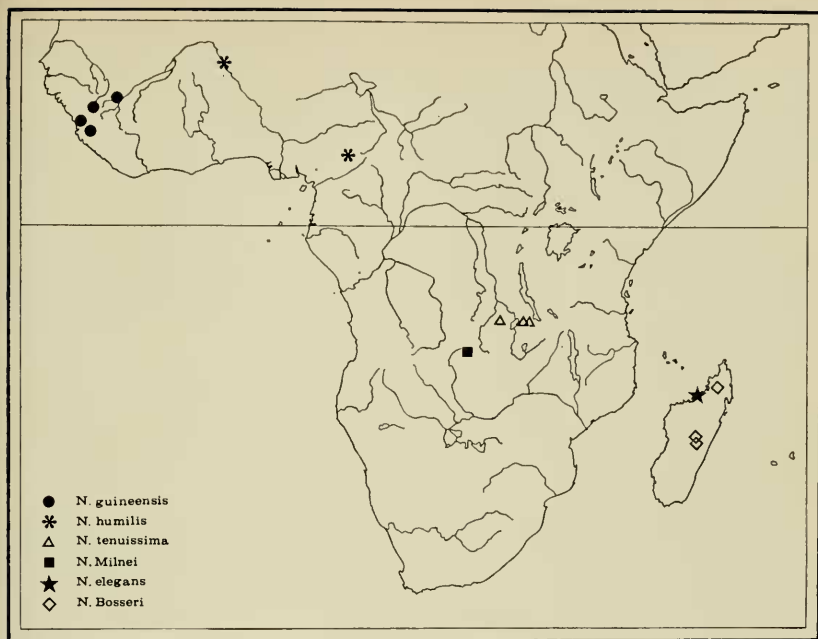 N. guineensis
N. humilis
N. tenuissima
N. Milnei
N. elegans
N. Bosseri